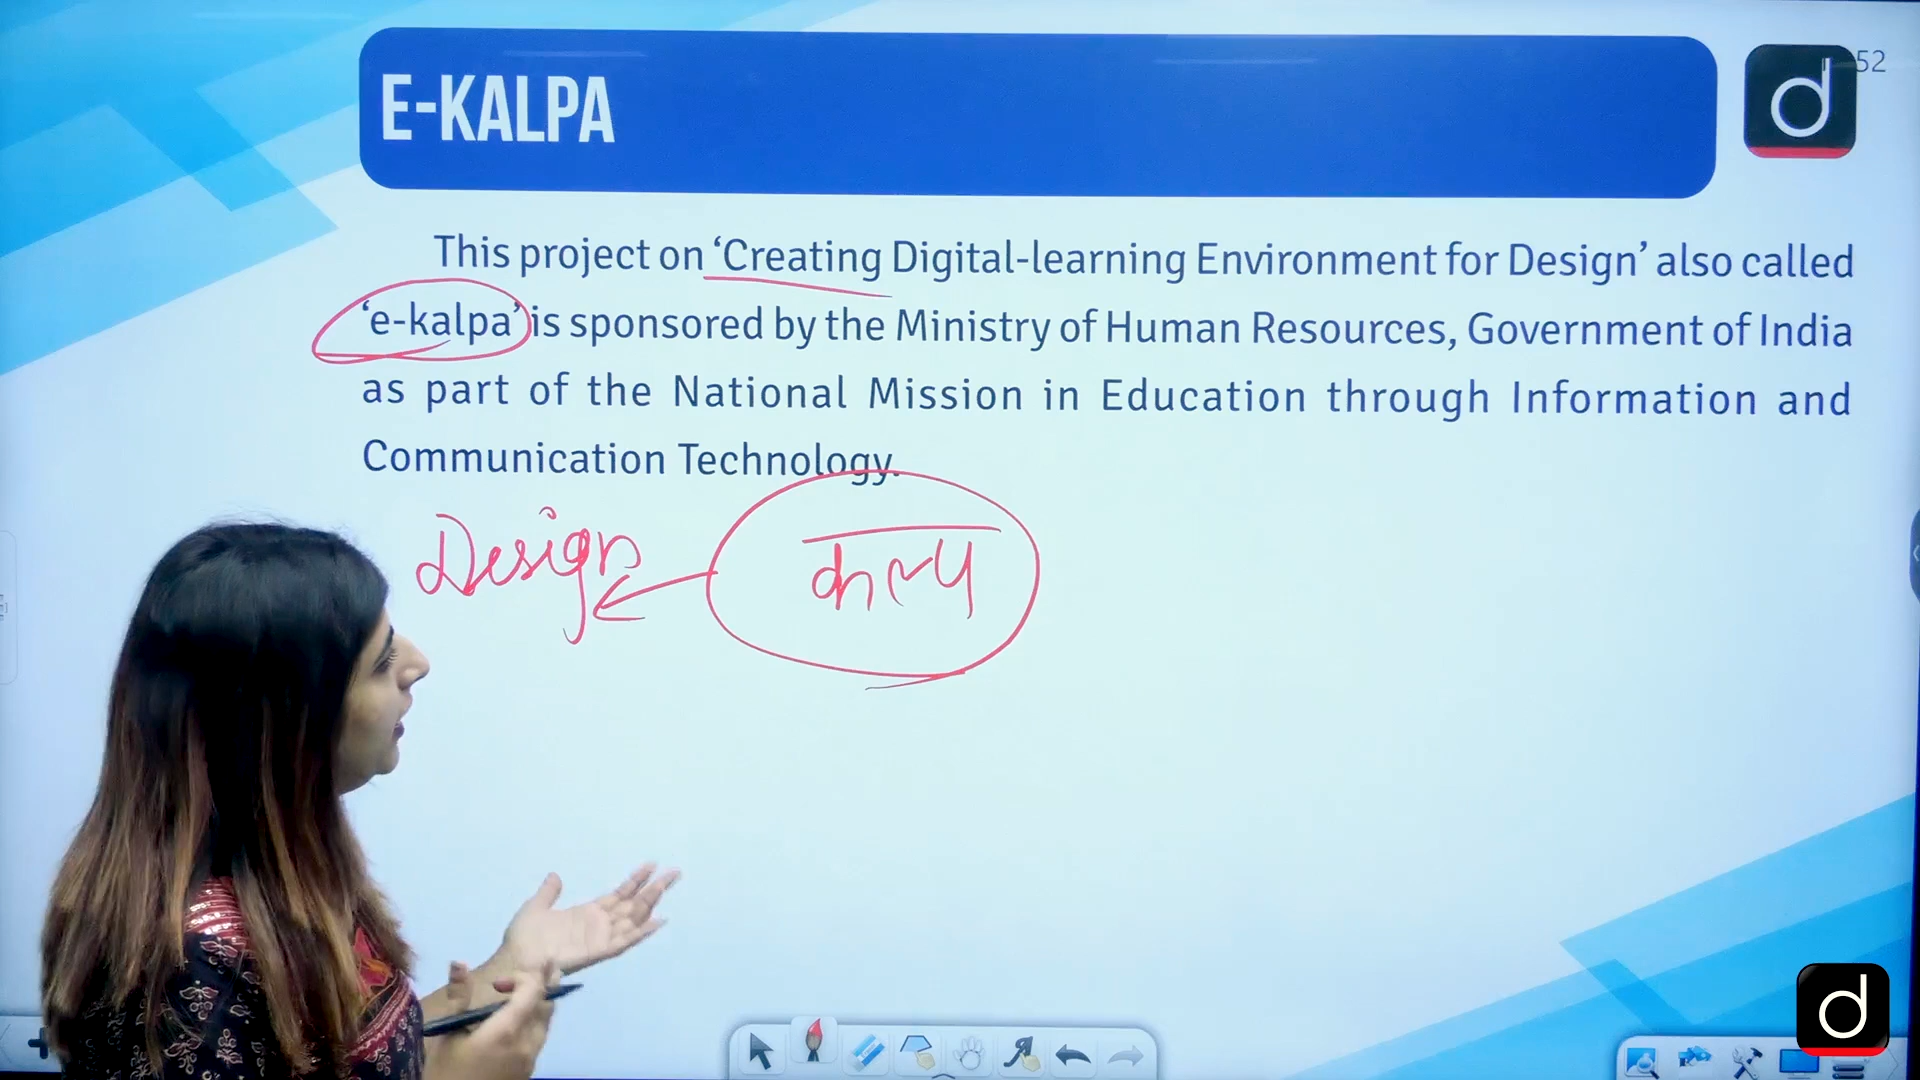 E-KALPA
52
This project on ‘Creating Digital-learning Environment for Design’ also called
‘e-kalpa’ is sponsored by the Ministry of Human Resources, Government of India
as part of the National Mission in Education through Information and
Communication Technology.
Design कल्प
d
d